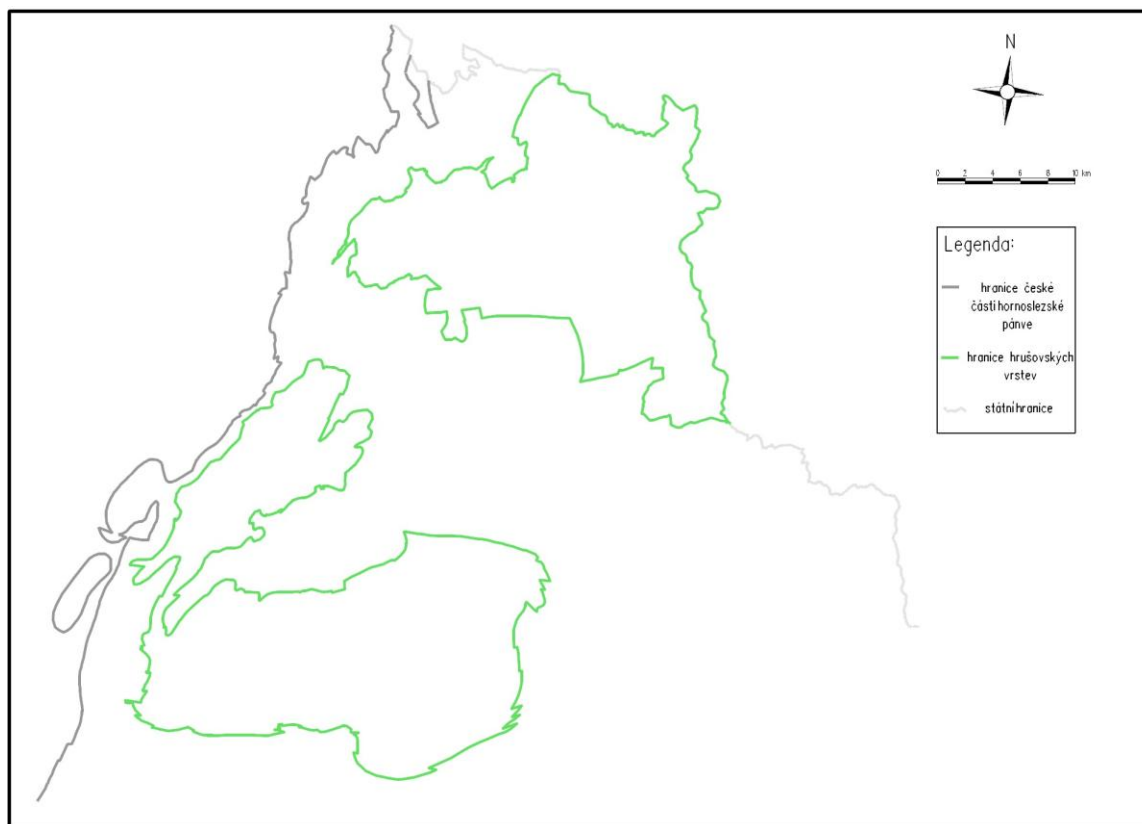 N
0 2 4 6 8 10 km
Legenda:
hranice české
části hornoslezské
pánve
hranice hrušovských
vrstev
státní hranice